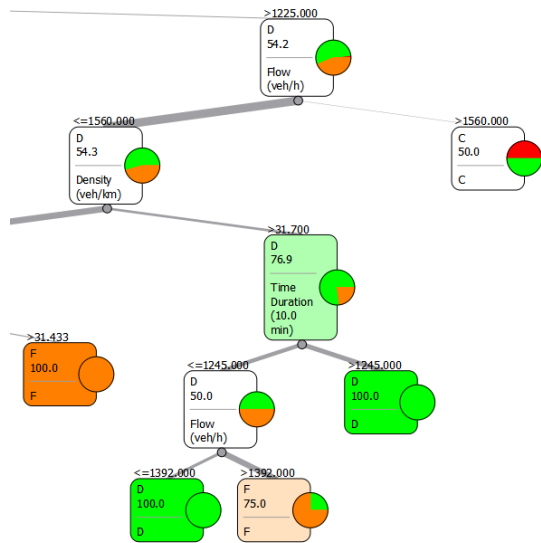 >1225.000
D
54.2
Flow
(veh/h)
<=1560.000
D
54.3
Density
(veh/km)
>1560.000
C
50.0
C
>31.700
D
76.9
Time
Duration
(10.0
min)
>31.433
F
100.0
F
<=1245.000
D
50.0
Flow
(veh/h)
>1245.000
D
100.0
D
<=1392.000
D
100.0
D
>1392.000
F
75.0
F